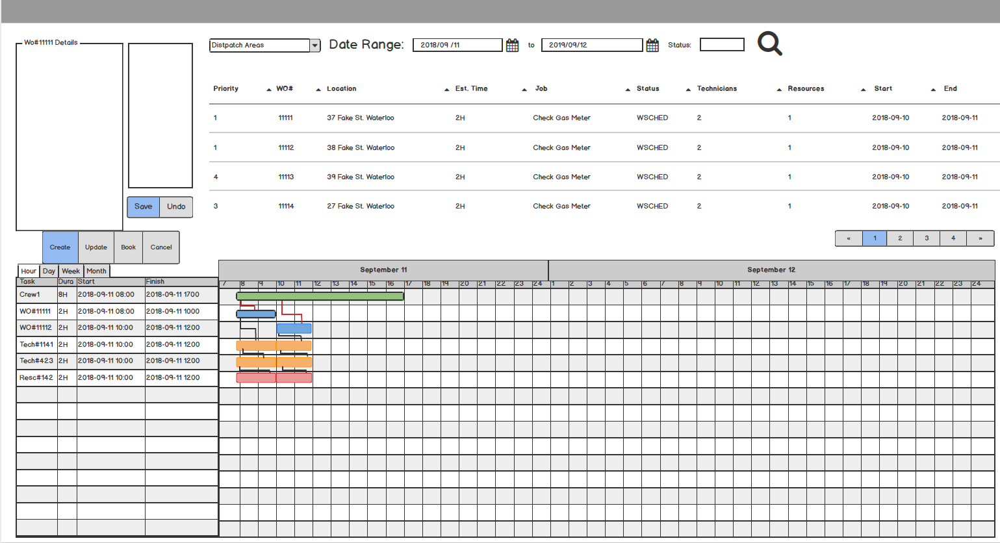 Wo#11111 Details
Distpatch Areas Date Range: 2018/09 /11 to 2019/09/12 Status:
Priority WO# Location Est. Time Job Status Technicians Resources Start End
1 11111 37 Fake St. Waterloo 2H Check Gas Meter WSCHED 2 1 2018-09-10 2018-09-11
1 11112 38 Fake St. Waterloo 2H Check Gas Meter WSCHED 2 1 2018-09-10 2018-09-11
4 11113 39 Fake St. Waterloo 2H Check Gas Meter WSCHED 2 1 2018-09-10 2018-09-11
3 11114 27 Fake St. Waterloo 2H Check Gas Meter WSCHED 2 1 2018-09-10 2018-09-11
Save Undo
« 1 2 3 4 »
Create Update Book Cancel
Hour Day Week Month
September 11 September 12
Task Dura Start Finish 7 8 9 10 11 12 13 14 15 16 17 18 19 20 21 22 23 24 1 2 3 4 5 6 7 8 9 10 11 12 13 14 15 16 17 18 19 20 21 22 23 24
Crew1 8H 2018-09-11 08:00 2018-09-11 1700
WO#11111 2H 2018-09-11 08:00 2018-09-11 1000
WO#11112 2H 2018-09-11 10:00 2018-09-11 1200
Tech#1141 2H 2018-09-11 10:00 2018-09-11 1200
Tech#423 2H 2018-09-11 10:00 2018-09-11 1200
Resc#142 2H 2018-09-11 10:00 2018-09-11 1200